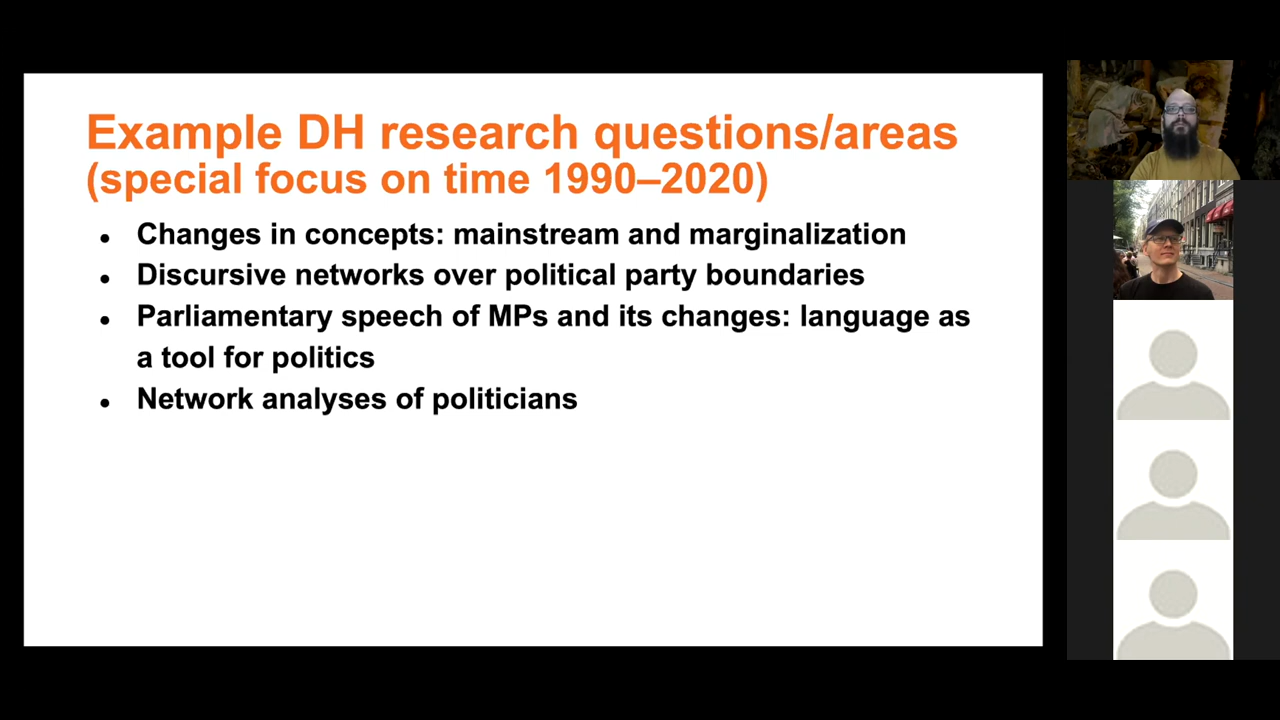 Example DH research questions/areas
(special focus on time 1990–2020)
● Changes in concepts: mainstream and marginalization
● Discursive networks over political party boundaries
● Parliamentary speech of MPs and its changes: language as
a tool for politics
● Network analyses of politicians